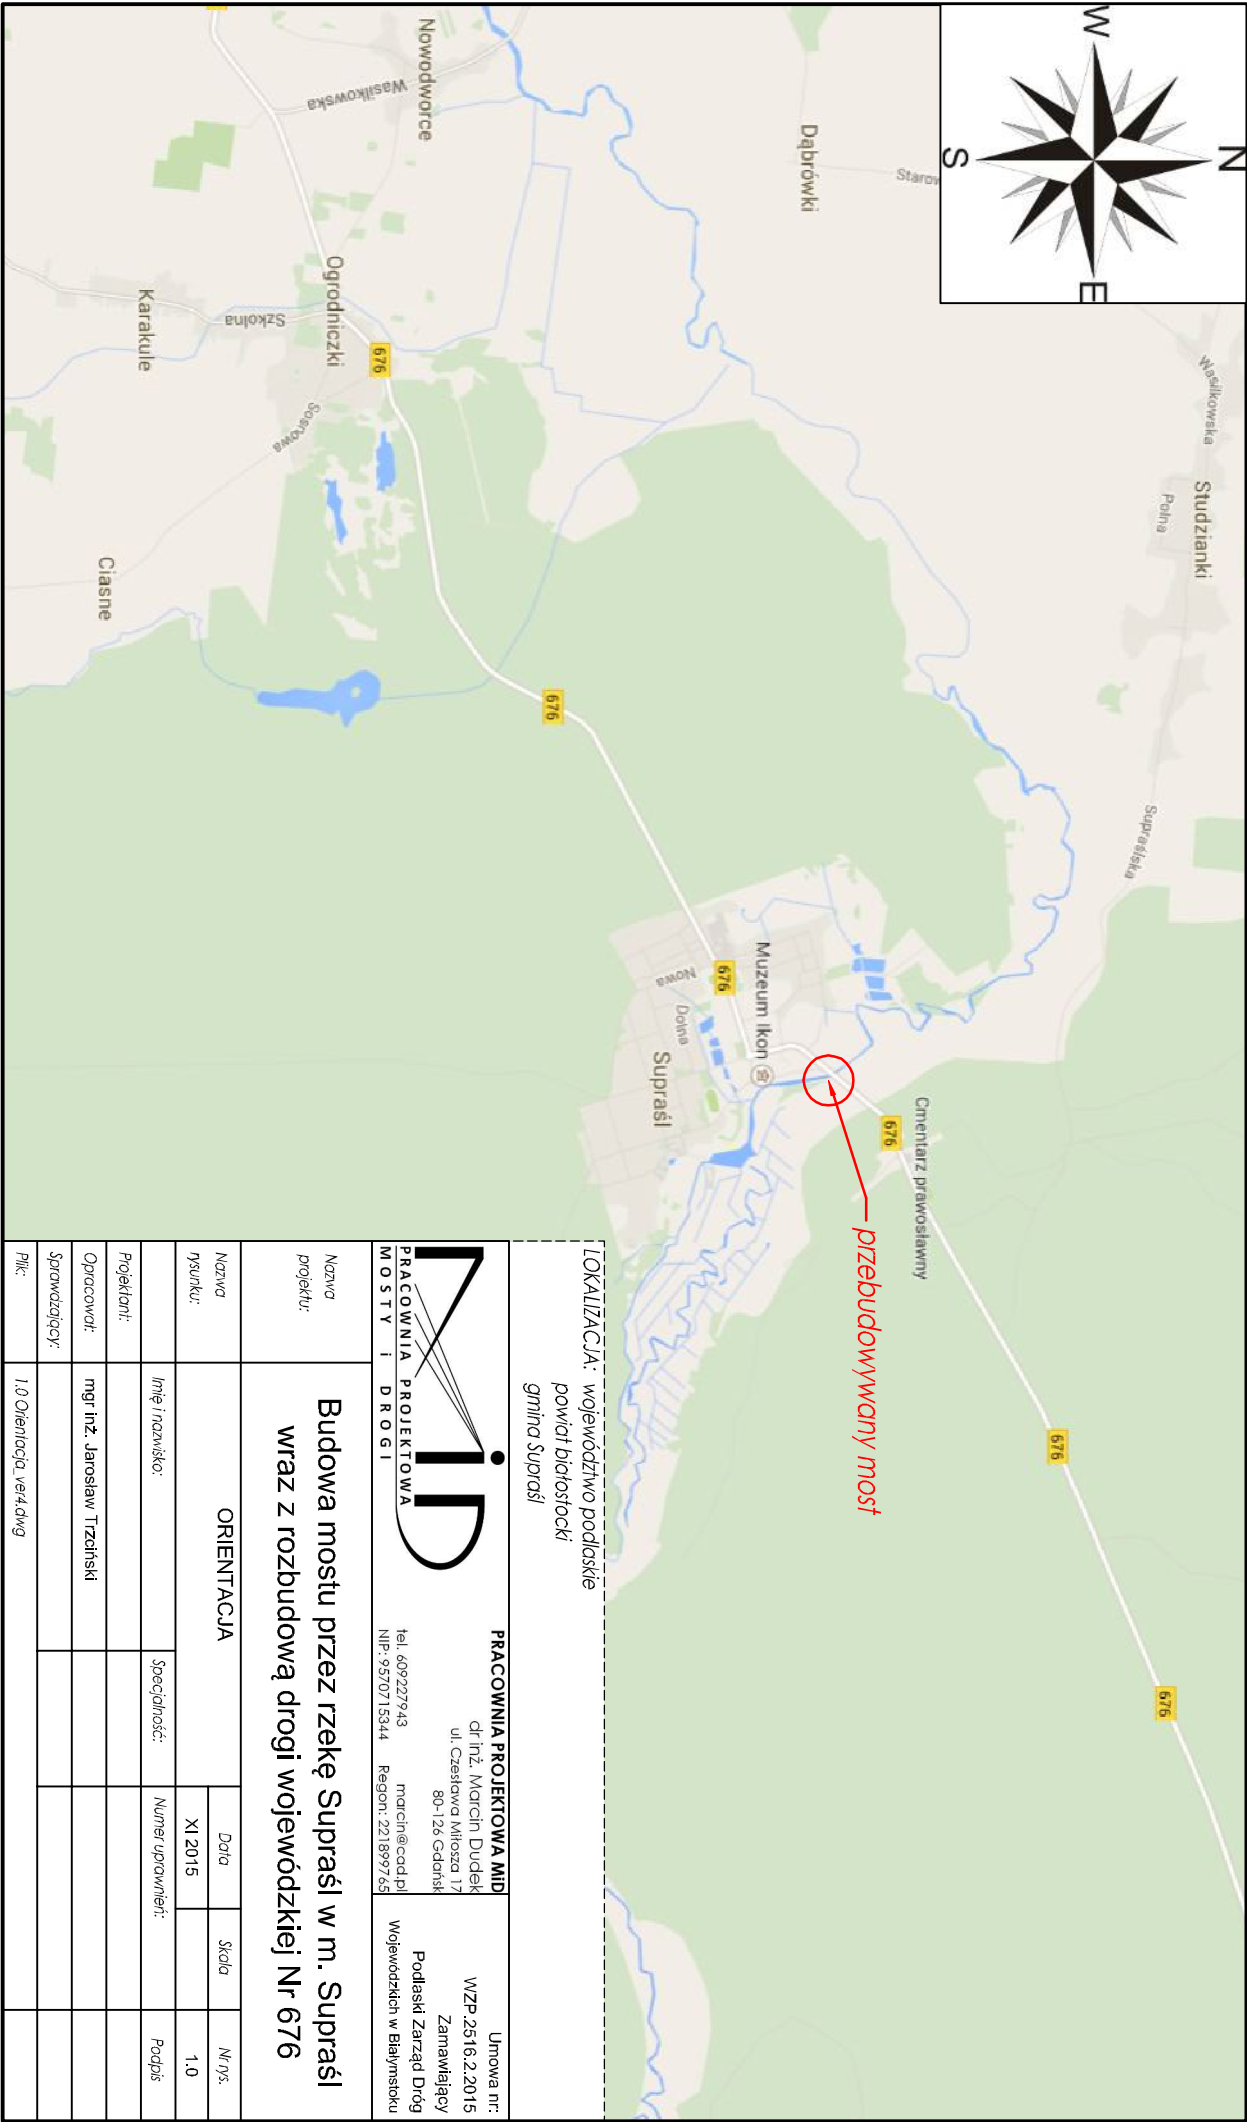 W
N
S
E
Nowodworce
Wasilkowska
Dąbrówki
Starow
Wasilkowska
Studzianki
Polna
Supraślska
Ogrodniczki
Szkolna
Karakule
Sosnowa
Ciasne
676
676
676
676
676
676
Muzeum Ikon
Nowa
Dolna
Supraśl
Cmentarz prawosławny
przebudowywany most
LOKALIZACJA: województwo podlaskie
powiat białostocki
gmina Supraśl
MiD
PRACOWNIA PROJEKTOWA
MOSTY i DROGI
PRACOWNIA PROJEKTOWA MiD
dr inż. Marcin Dudek
ul. Czesława Miłosza 17
80-126 Gdańsk
tel. 609227943 marcin@cad.pl
NIP: 9570715344 Regon: 221899765
Umowa nr:
WZP.2516.2.2015
Zamawiający
Podlaski Zarząd Dróg
Wojewódzkich w Białymstoku
Nazwa
projektu:
Budowa mostu przez rzekę Supraśl w m. Supraśl
wraz z rozbudową drogi wojewódzkiej Nr 676
Nazwa
rysunku:
ORIENTACJA
Data
Skala
Nr rys.
XI 2015
1.0
Imię i nazwisko:
Specjalność:
Numer uprawnień:
Podpis
Projektant:
Opracował:
mgr inż. Jarosław Trzciński
Sprawdzający:
Plik:
1.0 Orientacja_ver4.dwg